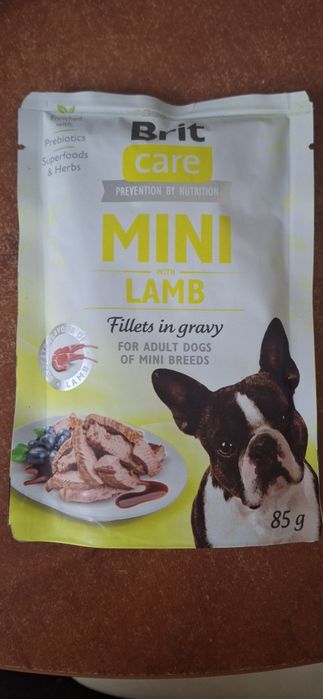 Enriched
with:
Prebiotics
Superfoods
& Herbs
Brit
care
PREVENTION BY NUTRITION
MINI
WITH
LAMB
Fillets in gravy
FOR ADULT DOGS
OF MINI BREEDS
LAMB
85 g